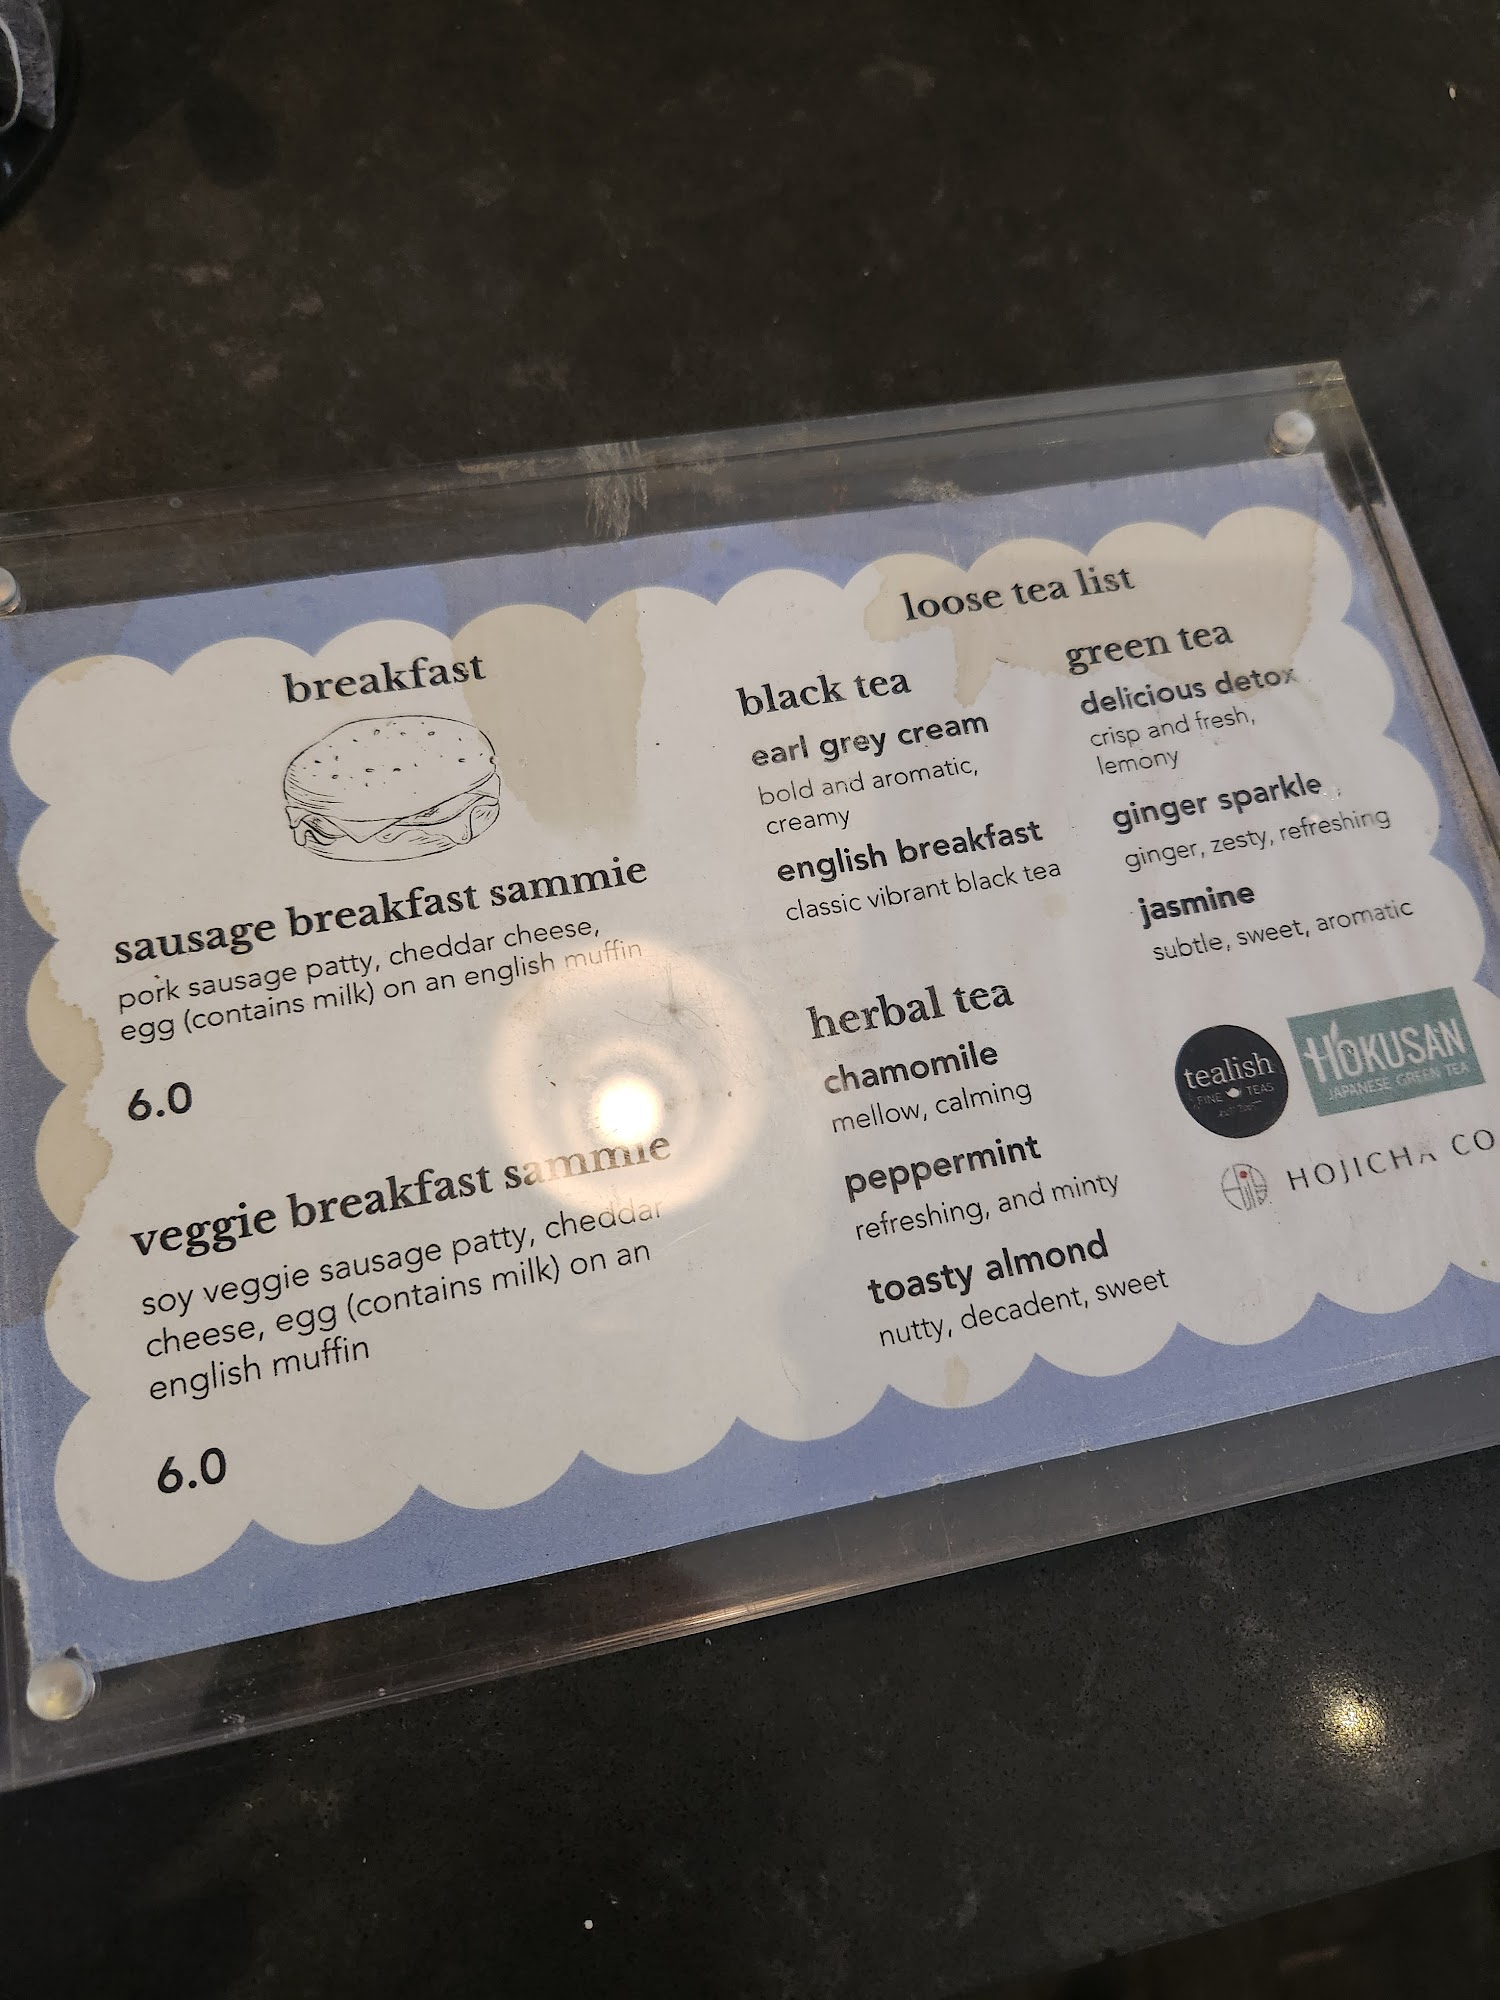 breakfast
sausage breakfast sammie
pork sausage patty, cheddar cheese,
egg (contains milk) on an english muffin
6.0
veggie breakfast sammie
soy veggie sausage patty, cheddar
cheese, egg (contains milk) on an
english muffin
6.0
loose tea list
black tea
earl grey cream
bold and aromatic,
creamy
english breakfast
classic vibrant black tea
green tea
delicious detox
crisp and fresh,
lemony
ginger sparkle
ginger, zesty, refreshing
jasmine
subtle, sweet, aromatic
herbal tea
chamomile
mellow, calming
peppermint
refreshing, and minty
toasty almond
nutty, decadent, sweet
tealish
FINE TEAS
HOKUSAN
JAPANESE GREEN TEA
HOJICHA CO